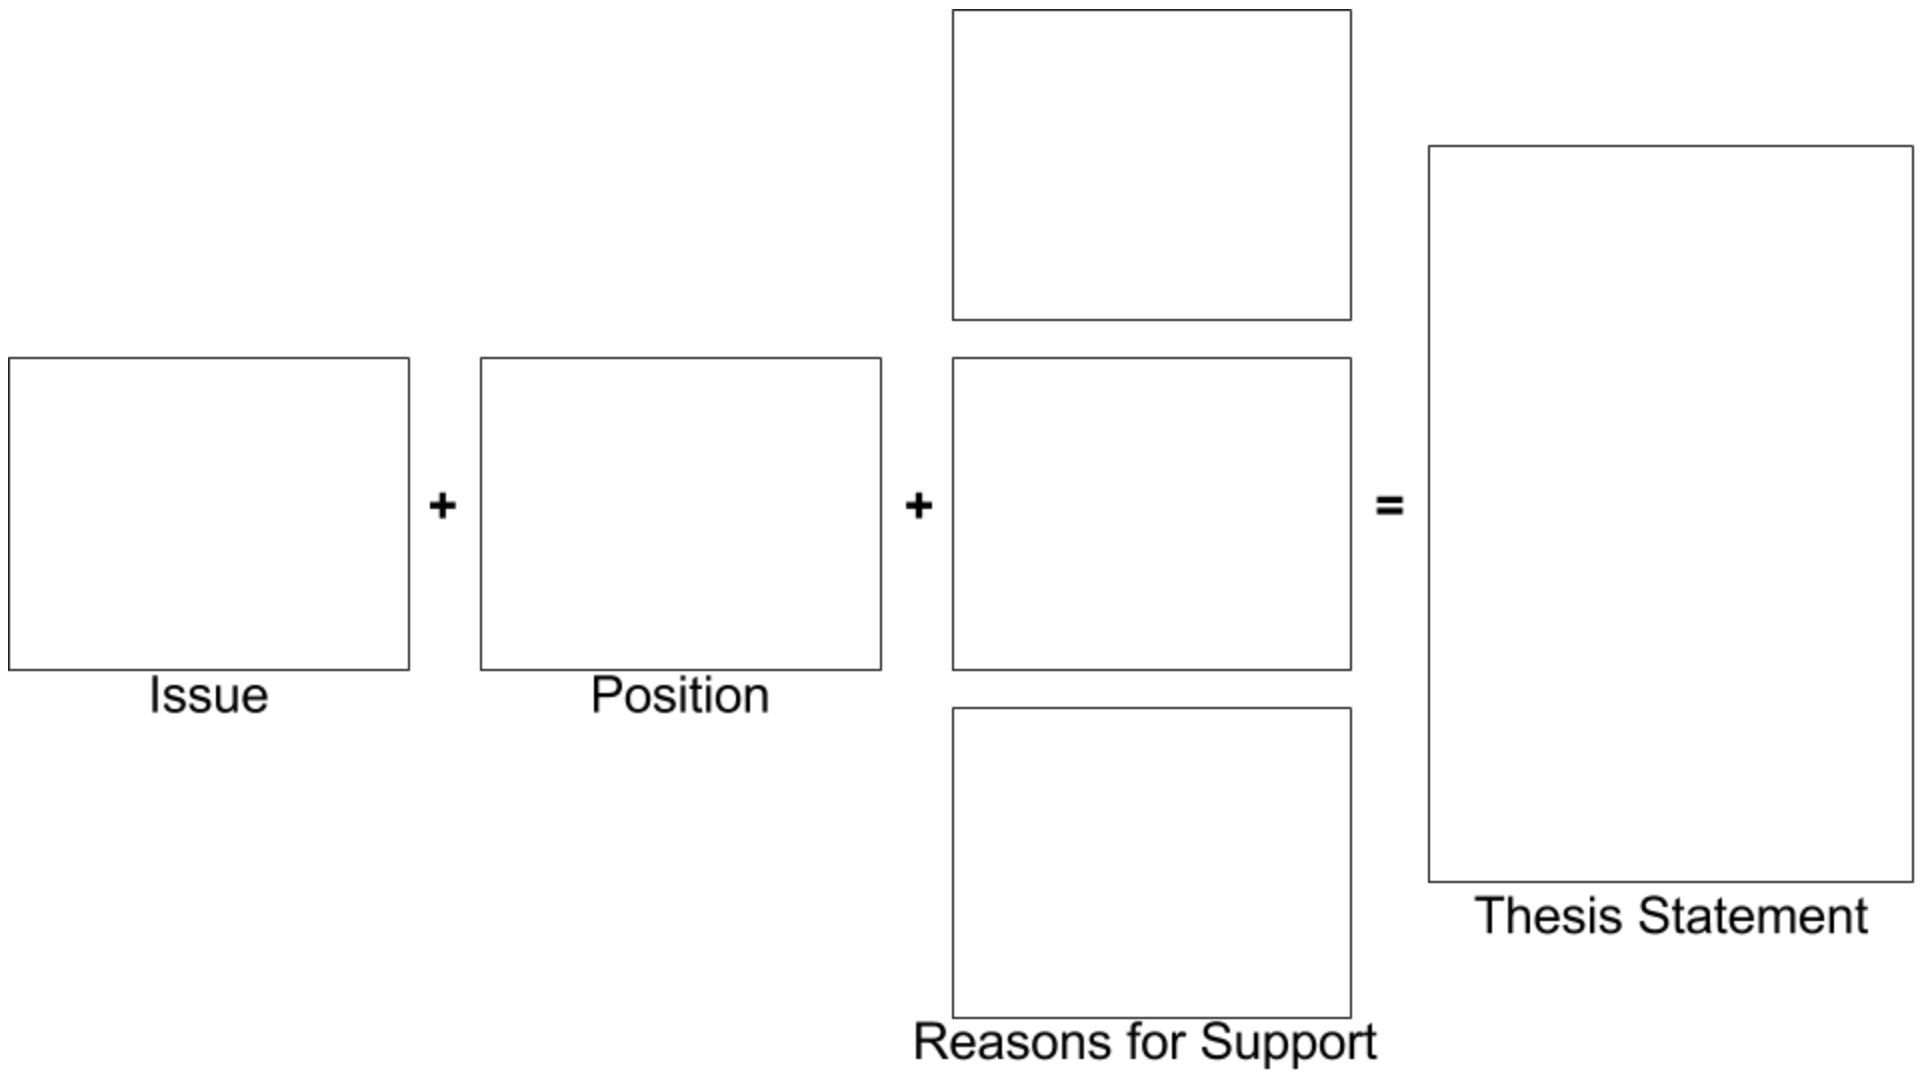 +
+
=
Issue
Position
Thesis Statement
Reasons for Support